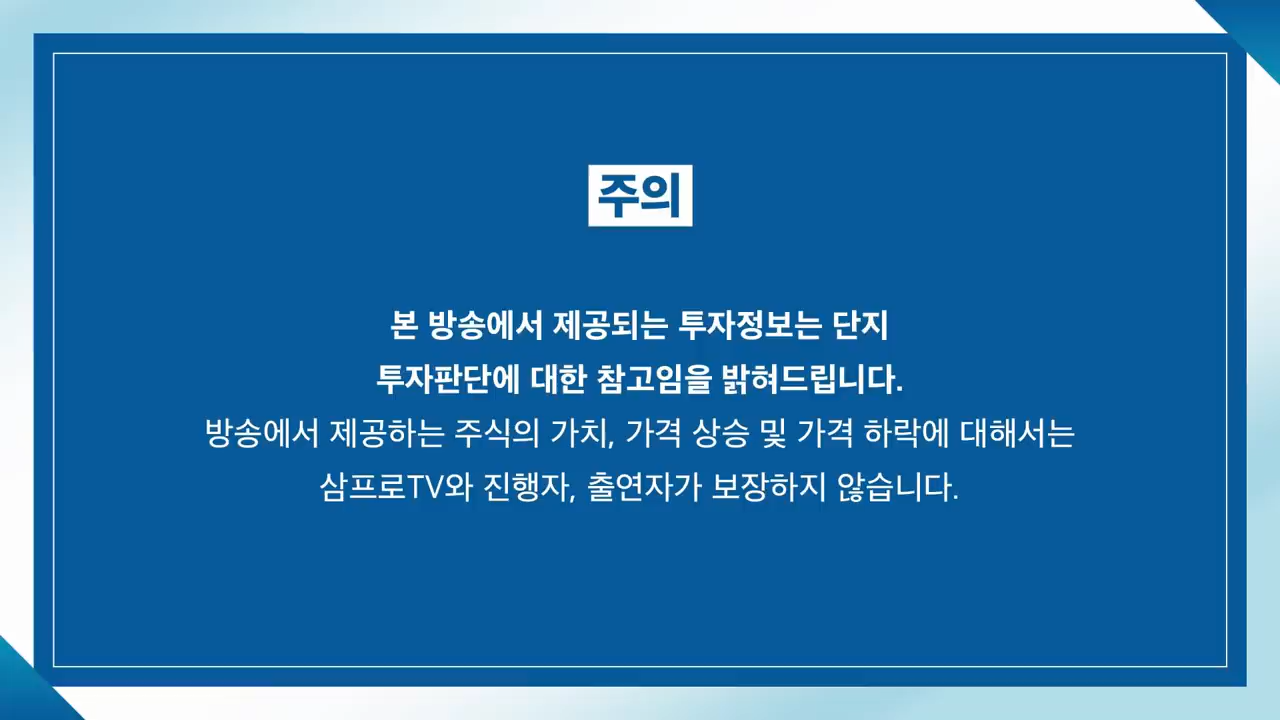 주의
본 방송에서 제공되는 투자정보는 단지
투자판단에 대한 참고임을 밝혀드립니다.
방송에서 제공하는 주식의 가치, 가격 상승 및 가격 하락에 대해서는
삼프로TV와 진행자, 출연자가 보장하지 않습니다.